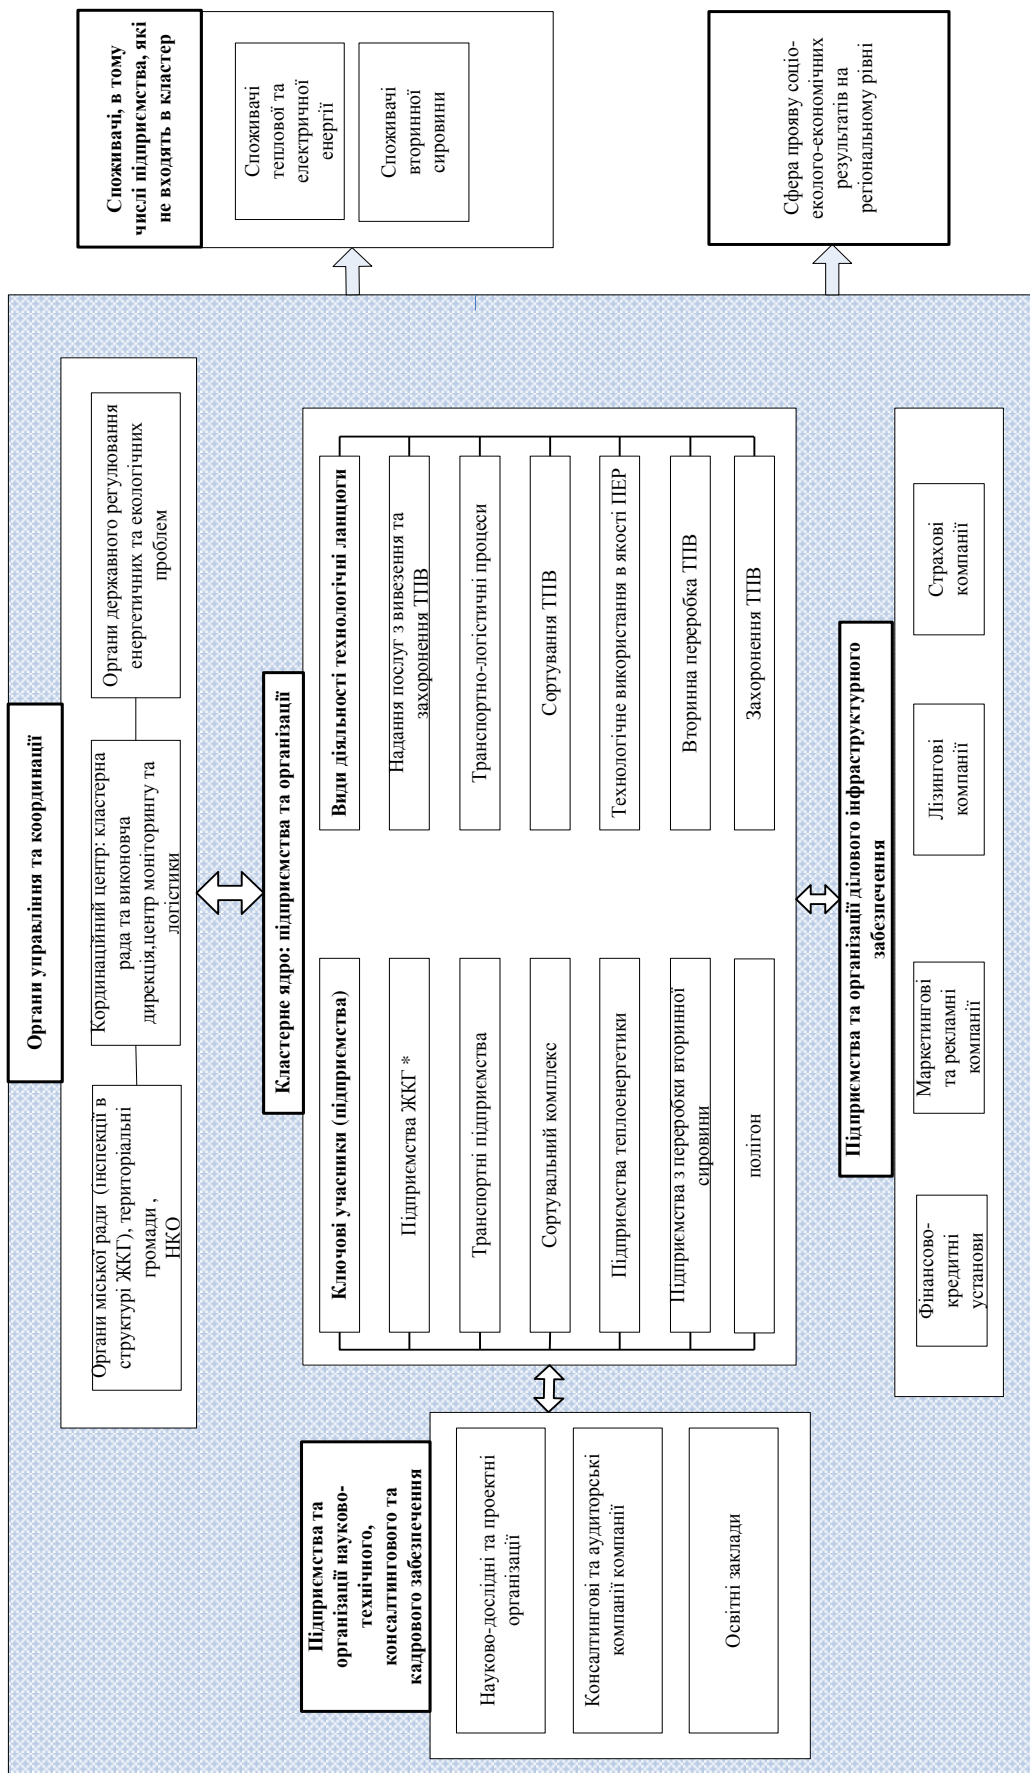 Органи управління та координації
Органи міської ради (інспекції в
структурі ЖКГ), територіальні
громади ,
НКО
Кординаційний центр: кластерна
рада та виконовча
дирекція,центр моніторингу та
логістики
Органи державного регулювання
енергетичних та екологічних
проблем
Споживачі, в тому
числі підприємства, які
не входять в кластер
Споживачі
теплової та
електричної
енергії
Споживачі
вторинної
сировини
Підприємства та
організації науково-
технічного,
консалтингового та
кадрового забезпечення
Науково-дослідні та проектні
організації
Консалтингові та аудиторські
компанії компанії
Освітні заклади
Кластерне ядро: підприємства та організації
Ключові учасники (підприємства)
Підприємства ЖКГ *
Транспортні підприємства
Сортувальний комплекс
Підприємства теплоенергетики
Підприємства з переробки вторинної
сировини
полігон
Види діяльності технологічні ланцюги
Надання послуг з вивезення та
захоронення ТПВ
Транспортно-логістичні процеси
Сортування ТПВ
Технологічне використання в якості ПЕР
Вторинна переробка ТПВ
Захоронення ТПВ
Підприємства та організації ділового інфраструктурного
забезпечення
Фінансово-
кредитні
установи
Маркетингові
та рекламні
компанії
Лізингові
компанії
Страхові
компанії
Сфера прояву соціо-
еколого-економічних
результатів на
регіональному рівні